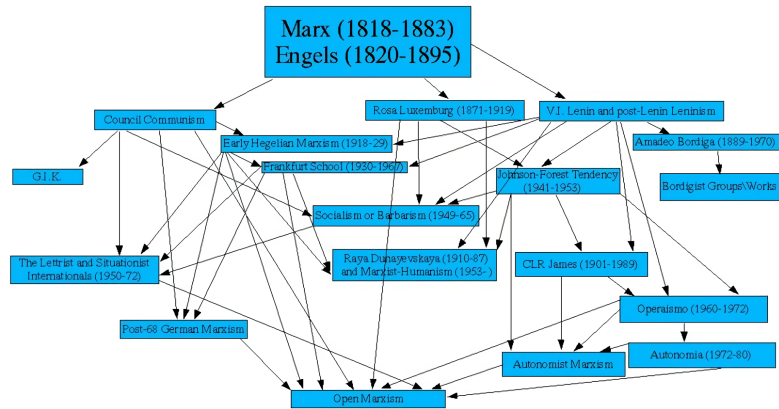 Marx (1818-1883)
Engels (1820-1895)
Rosa Luxemburg (1871-1919)
V.I. Lenin and post-Lenin Leninism
Council Communism
Early Hegelian Marxism (1918-29)
Amadeo Bordiga (1889-1970)
Frankfurt School (1930-1967)
G.I.K.
Johnson-Forest Tendency
(1941-1953)
Bordigist Groups\Works
Socialism or Barbarism (1949-65)
The Lettrist and Situationist
Internationals (1950-72)
Raya Dunayevskaya (1910-87)
and Marxist-Humanism (1953- )
CLR James (1901-1989)
Operaismo (1960-1972)
Post-68 German Marxism
Autonomist Marxism
Autonomia (1972-80)
Open Marxism